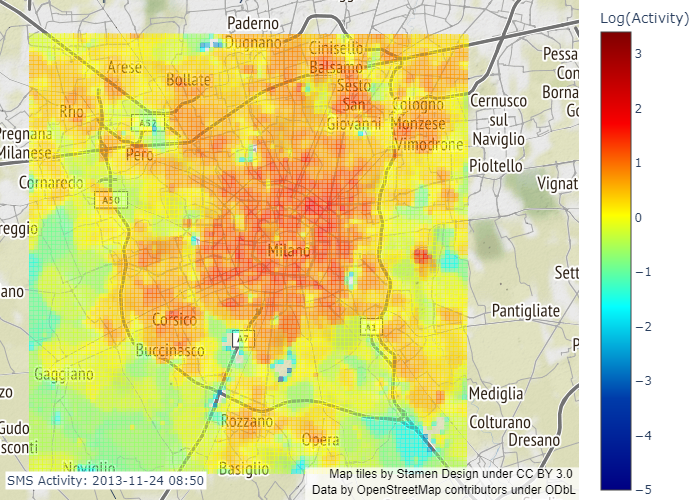 Log(Activity)
Paderno
Dugnano
Cinisello
Balsamo
Arese
Bollate
Sesto
San
Giovanni
Pessa
Con
Borna
Go
Rho
A52
Cologno
Monzese
Cernusco
sul
Naviglio
Pregnana
Milanese
Pero
Vimodrone
Pioltello
Cornaredo
Vignat
A50
reggio
Milano
Sett
ano
Pantigliate
Corsico
A1
A7
Buccinasco
P
Gaggiano
zo
Mediglia
Gudo
sconti
Rozzano
Colturano
Opera
Dresano
Noviglio
Basiglio
3
2
1
0
−1
−2
−3
−4
−5
SMS Activity: 2013-11-24 08:50
Map tiles by Stamen Design under CC BY 3.0
Data by OpenStreetMap contributors under ODbL